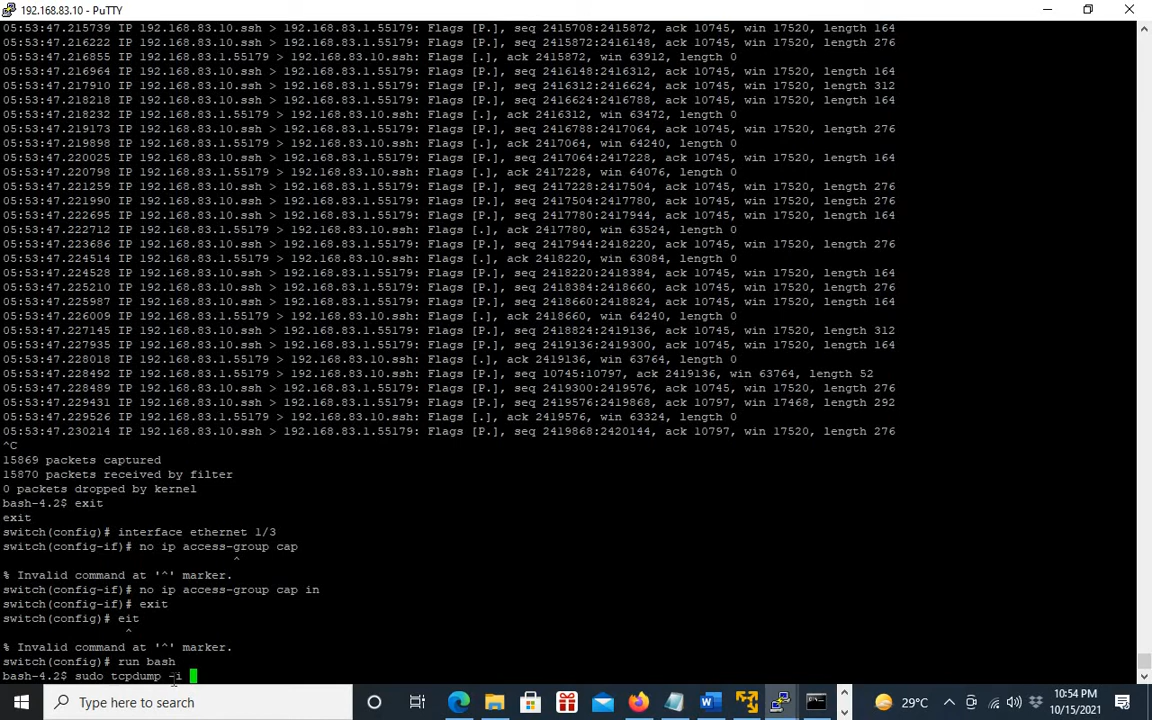 192.168.83.10 - PuTTY
05:53:47.215739 IP 192.168.83.10.ssh > 192.168.83.1.55179: Flags [P.], seq 2415708:2415872, ack 10745, win 17520, length 164
05:53:47.216222 IP 192.168.83.10.ssh > 192.168.83.1.55179: Flags [P.], seq 2415872:2416148, ack 10745, win 17520, length 276
05:53:47.216855 IP 192.168.83.1.55179 > 192.168.83.10.ssh: Flags [.], ack 2415872, win 63912, length 0
05:53:47.216964 IP 192.168.83.10.ssh > 192.168.83.1.55179: Flags [P.], seq 2416148:2416312, ack 10745, win 17520, length 164
05:53:47.217910 IP 192.168.83.10.ssh > 192.168.83.1.55179: Flags [P.], seq 2416312:2416624, ack 10745, win 17520, length 312
05:53:47.218218 IP 192.168.83.10.ssh > 192.168.83.1.55179: Flags [P.], seq 2416624:2416788, ack 10745, win 17520, length 164
05:53:47.218232 IP 192.168.83.1.55179 > 192.168.83.10.ssh: Flags [.], ack 2416312, win 63472, length 0
05:53:47.219173 IP 192.168.83.10.ssh > 192.168.83.1.55179: Flags [P.], seq 2416788:2417064, ack 10745, win 17520, length 276
05:53:47.219898 IP 192.168.83.1.55179 > 192.168.83.10.ssh: Flags [.], ack 2417064, win 64240, length 0
05:53:47.220025 IP 192.168.83.10.ssh > 192.168.83.1.55179: Flags [P.], seq 2417064:2417228, ack 10745, win 17520, length 164
05:53:47.220798 IP 192.168.83.1.55179 > 192.168.83.10.ssh: Flags [.], ack 2417228, win 64076, length 0
05:53:47.221259 IP 192.168.83.10.ssh > 192.168.83.1.55179: Flags [P.], seq 2417228:2417504, ack 10745, win 17520, length 276
05:53:47.221990 IP 192.168.83.10.ssh > 192.168.83.1.55179: Flags [P.], seq 2417504:2417780, ack 10745, win 17520, length 276
05:53:47.222695 IP 192.168.83.10.ssh > 192.168.83.1.55179: Flags [P.], seq 2417780:2417944, ack 10745, win 17520, length 164
05:53:47.222712 IP 192.168.83.1.55179 > 192.168.83.10.ssh: Flags [.], ack 2417780, win 63524, length 0
05:53:47.223686 IP 192.168.83.10.ssh > 192.168.83.1.55179: Flags [P.], seq 2417944:2418220, ack 10745, win 17520, length 276
05:53:47.224514 IP 192.168.83.1.55179 > 192.168.83.10.ssh: Flags [.], ack 2418220, win 63084, length 0
05:53:47.224528 IP 192.168.83.10.ssh > 192.168.83.1.55179: Flags [P.], seq 2418220:2418384, ack 10745, win 17520, length 164
05:53:47.225210 IP 192.168.83.10.ssh > 192.168.83.1.55179: Flags [P.], seq 2418384:2418660, ack 10745, win 17520, length 276
05:53:47.225987 IP 192.168.83.10.ssh > 192.168.83.1.55179: Flags [P.], seq 2418660:2418824, ack 10745, win 17520, length 164
05:53:47.226009 IP 192.168.83.1.55179 > 192.168.83.10.ssh: Flags [.], ack 2418660, win 64240, length 0
05:53:47.227145 IP 192.168.83.10.ssh > 192.168.83.1.55179: Flags [P.], seq 2418824:2419136, ack 10745, win 17520, length 312
05:53:47.227935 IP 192.168.83.10.ssh > 192.168.83.1.55179: Flags [P.], seq 2419136:2419300, ack 10745, win 17520, length 164
05:53:47.228018 IP 192.168.83.1.55179 > 192.168.83.10.ssh: Flags [.], ack 2419136, win 63764, length 0
05:53:47.228492 IP 192.168.83.1.55179 > 192.168.83.10.ssh: Flags [P.], seq 10745:10797, ack 2419136, win 63764, length 52
05:53:47.228489 IP 192.168.83.10.ssh > 192.168.83.1.55179: Flags [P.], seq 2419300:2419576, ack 10745, win 17520, length 276
05:53:47.229431 IP 192.168.83.10.ssh > 192.168.83.1.55179: Flags [P.], seq 2419576:2419868, ack 10797, win 17468, length 292
05:53:47.229526 IP 192.168.83.1.55179 > 192.168.83.10.ssh: Flags [.], ack 2419576, win 63324, length 0
05:53:47.230214 IP 192.168.83.10.ssh > 192.168.83.1.55179: Flags [P.], seq 2419868:2420144, ack 10797, win 17520, length 276
^C
15869 packets captured
15870 packets received by filter
0 packets dropped by kernel
bash-4.2$ exit
exit
switch(config)# interface ethernet 1/3
switch(config-if)# no ip access-group cap
^
% Invalid command at '^' marker.
switch(config-if)# no ip access-group cap in
switch(config-if)# exit
switch(config)# eit
^
% Invalid command at '^' marker.
switch(config)# run bash
bash-4.2$ sudo tcpdump -i
Type here to search
29°C
10:54 PM
10/15/2021